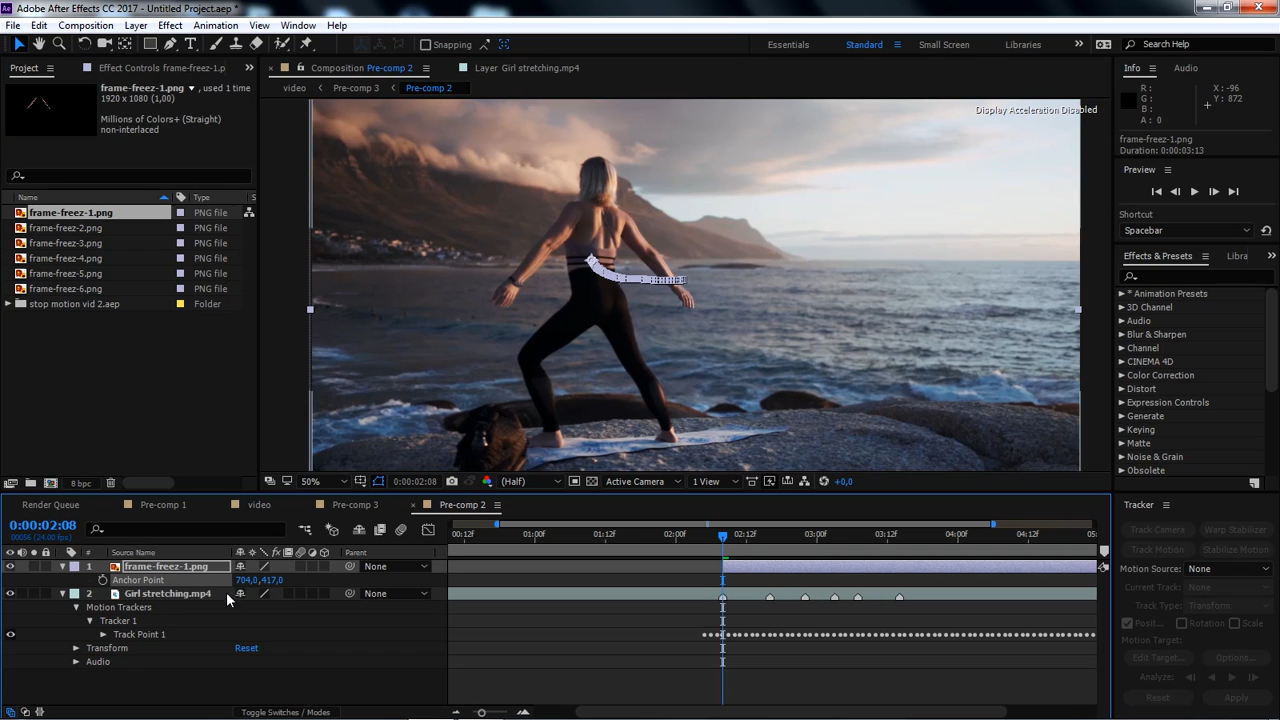 Adobe After Effects CC 2017 - Untitled Project.aep *
File Edit Composition Layer Effect Animation View Window Help
Snapping Essentials Standard Small Screen Libraries Search Help
Project Effect Controls frame-freez-1.p
frame-freez-1.png , used 1 time
1920 x 1080 (1,00)
Millions of Colors+ (Straight)
non-interlaced
Name Type S
frame-freez-1.png PNG file
frame-freez-2.png PNG file
frame-freez-3.png PNG file
frame-freez-4.png PNG file
frame-freez-5.png PNG file
frame-freez-6.png PNG file
stop motion vid 2.aep Folder
8 bpc
Composition Pre-comp 2 Layer Girl stretching.mp4
video Pre-comp 3 Pre-comp 2
Display Acceleration Disabled
50% 0:00:02:08 (Half) Active Camera 1 View +0,0
Info Audio
R : X : -96
G : Y : 872
B :
A : 0
frame-freez-1.png
Duration: 0:00:03:13
Preview
Shortcut
Spacebar
Effects & Presets Libra
* Animation Presets
3D Channel
Audio
Blur & Sharpen
Channel
CINEMA 4D
Color Correction
Distort
Expression Controls
Generate
Keying
Matte
Noise & Grain
Obsolete
Render Queue Pre-comp 1 video Pre-comp 3 Pre-comp 2
0:00:02:08
00056 (24.00 fps)
00:12f 01:00f 01:12f 02:00f 02:12f 03:00f 03:12f 04:00f 04:12f 05:
# Source Name Parent
1 frame-freez-1.png None
Anchor Point 704,0,417,0
2 Girl stretching.mp4 None
Motion Trackers
Tracker 1
Track Point 1
Transform Reset
Audio
Toggle Switches / Modes
Tracker
Track Camera Warp Stabilizer
Track Motion Stabilize Motion
Motion Source: None
Current Track: None
Track Type: Transform
Posit... Rotation Scale
Motion Target:
Edit Target... Options...
Analyze:
Reset Apply